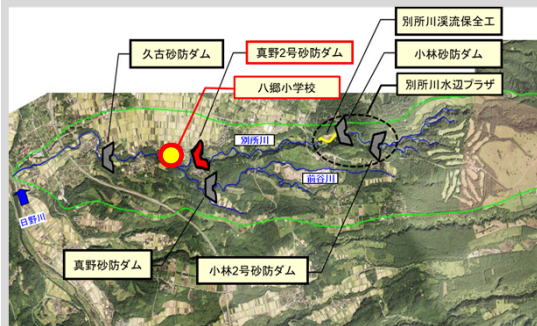 別所川渓流保全工
久古砂防ダム
真野2号砂防ダム
小林砂防ダム
八郷小学校
別所川水辺プラザ
別所川
前谷川
日野川
真野砂防ダム
小林2号砂防ダム